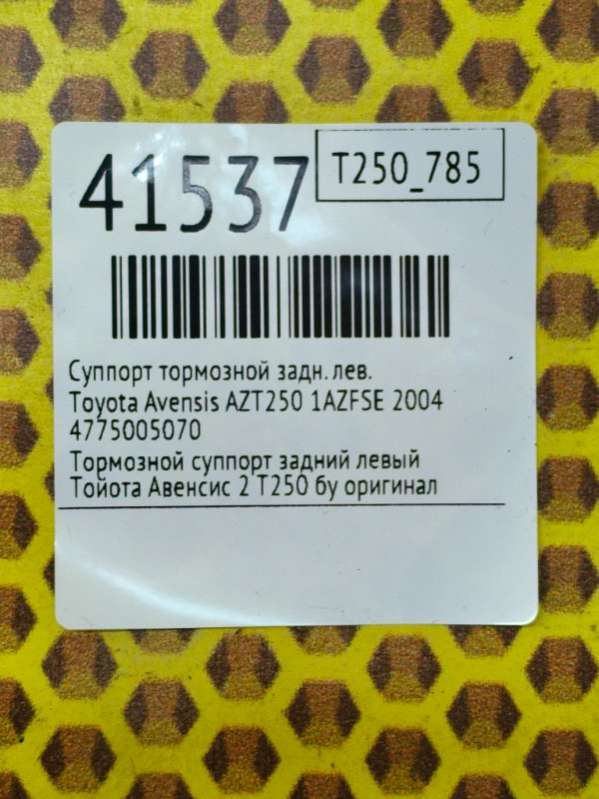 41537
T250_785
Суппорт тормозной задн. лев.
Toyota Avensis AZT250 1AZFSE 2004
4775005070
Тормозной суппорт задний левый
Тойота Авенсис 2 Т250 бу оригинал